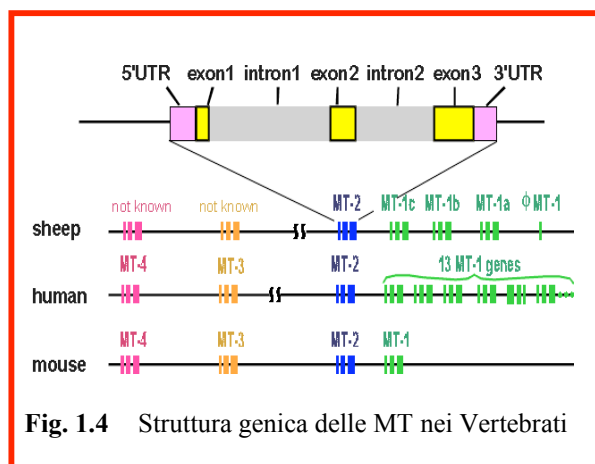 5'UTR exon1 intron1 exon2 intron2 exon3 3'UTR
not known not known MT-2 MT-1c MT-1b MT-1a ϕMT-1
sheep
MT-4 MT-3 MT-2 13 MT-1 genes
human
MT-4 MT-3 MT-2 MT-1
mouse
Fig. 1.4 Struttura genica delle MT nei Vertebrati